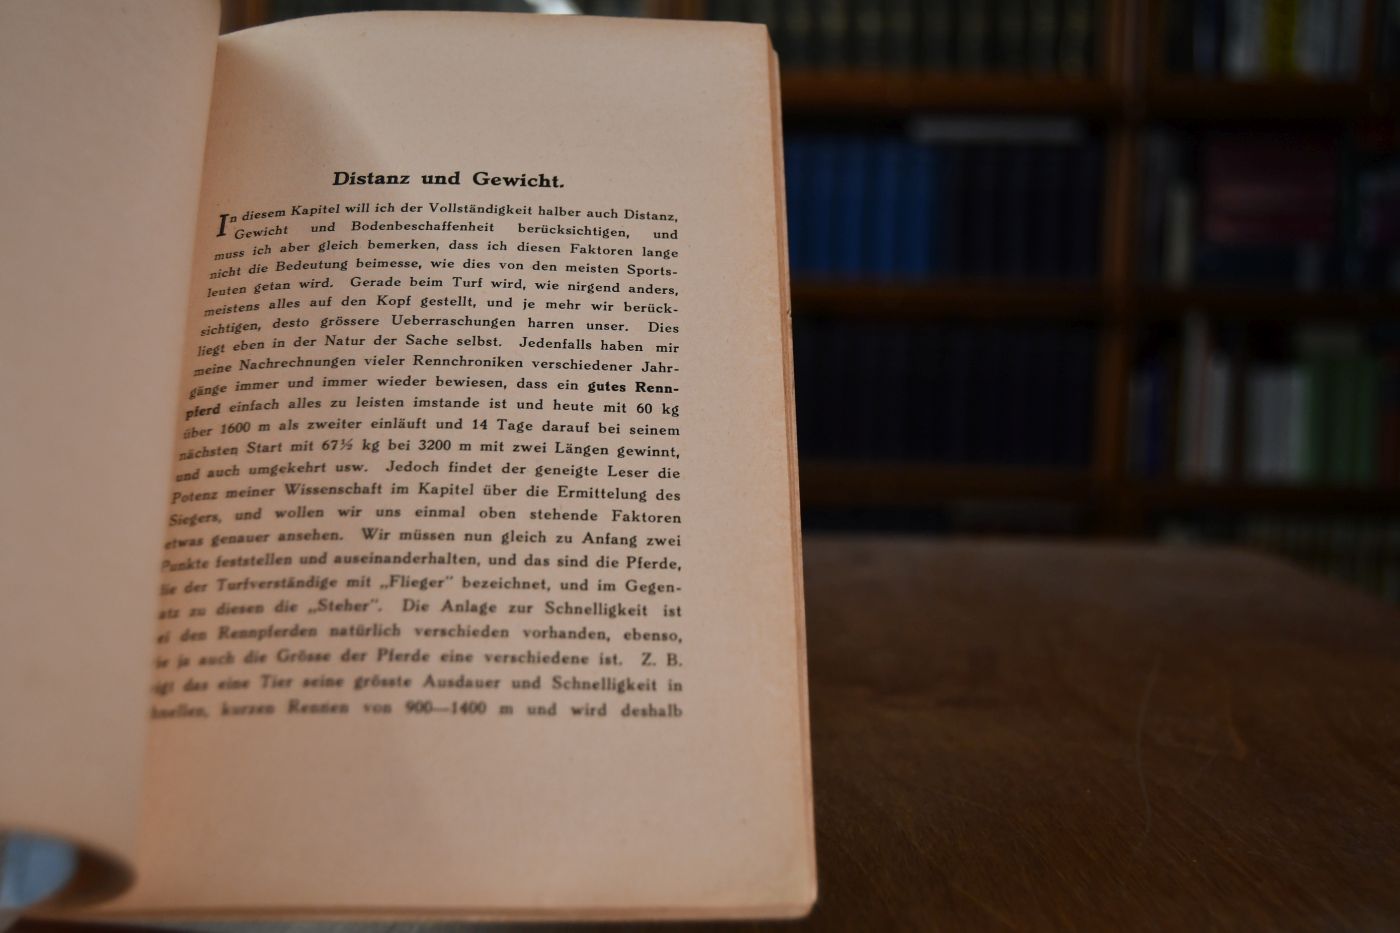 Distanz und Gewicht.
In diesem Kapitel will ich der Vollständigkeit halber auch Distanz,
Gewicht und Bodenbeschaffenheit berücksichtigen, und
muss ich aber gleich bemerken, dass ich diesen Faktoren lange
nicht die Bedeutung beimesse, wie dies von den meisten Sports-
leuten getan wird. Gerade beim Turf wird, wie nirgend anders,
meistens alles auf den Kopf gestellt, und je mehr wir berück-
sichtigen, desto grössere Ueberraschungen harren unser. Dies
liegt eben in der Natur der Sache selbst. Jedenfalls haben mir
meine Nachrechnungen vieler Rennchroniken verschiedener Jahr-
gänge immer und immer wieder bewiesen, dass ein gutes Renn-
pferd einfach alles zu leisten imstande ist und heute mit 60 kg
über 1600 m als zweiter einläuft und 14 Tage darauf bei seinem
nächsten Start mit 67½ kg bei 3200 m mit zwei Längen gewinnt,
und auch umgekehrt usw. Jedoch findet der geneigte Leser die
Potenz meiner Wissenschaft im Kapitel über die Ermittelung des
Siegers, und wollen wir uns einmal oben stehende Faktoren
etwas genauer ansehen. Wir müssen nun gleich zu Anfang zwei
Punkte feststellen und auseinanderhalten, und das sind die Pferde,
die der Turfverständige mit „Flieger" bezeichnet, und im Gegen-
satz zu diesen die „Steher". Die Anlage zur Schnelligkeit ist
bei den Rennpferden natürlich verschieden vorhanden, ebenso,
wie ja auch die Grösse der Pferde eine verschiedene ist. Z. B.
das eine Tier seine grösste Ausdauer und Schnelligkeit in
schnellen, kurzen Rennen von 900—1400 m und wird deshalb